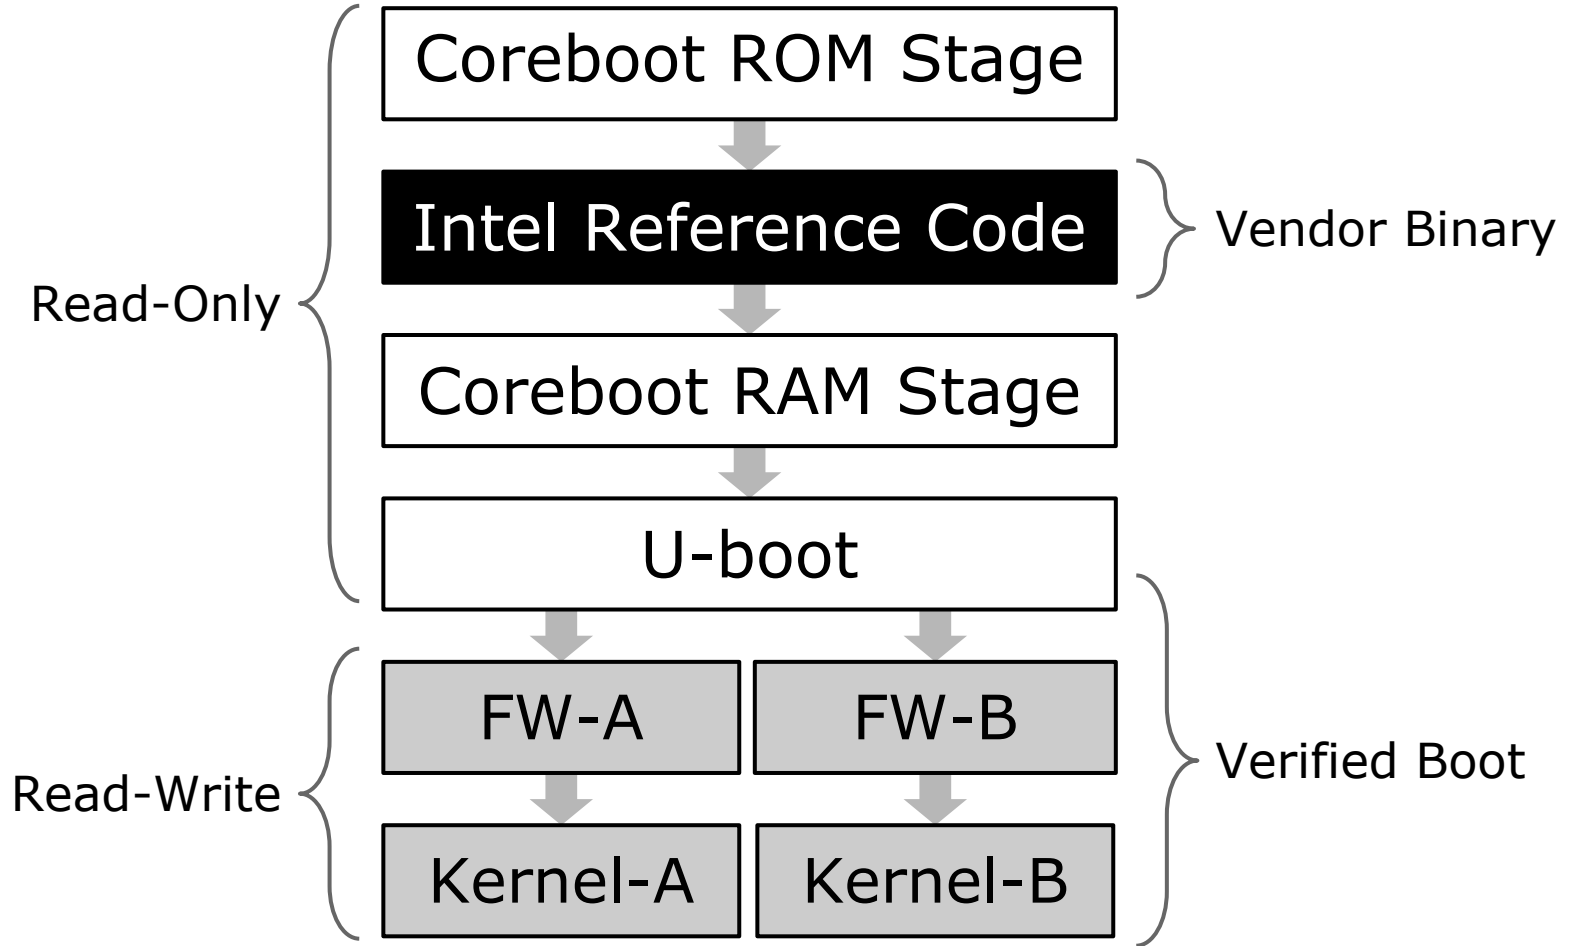 Coreboot ROM Stage
Intel Reference Code
Vendor Binary
Read-Only
Coreboot RAM Stage
U-boot
FW-A
FW-B
Verified Boot
Read-Write
Kernel-A
Kernel-B